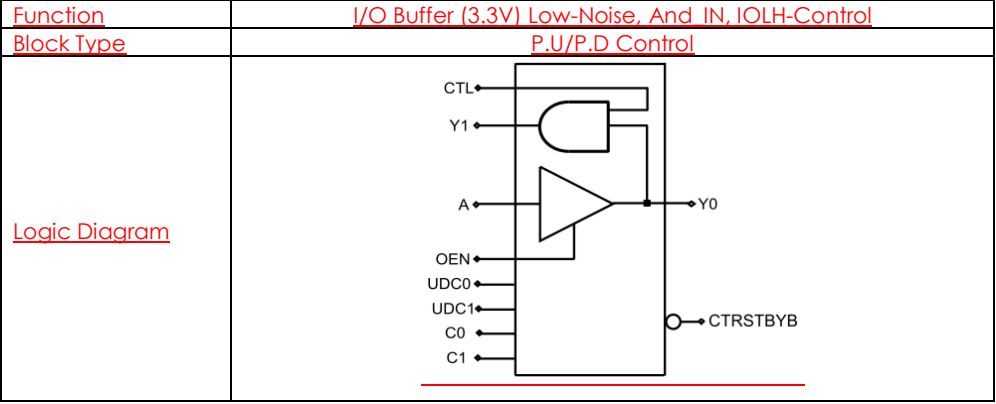 Function
I/O Buffer (3.3V) Low-Noise, And_IN, IOLH-Control
Block Type
P.U/P.D Control
Logic Diagram
CTL
Y1
A
Y0
OEN
UDC0
UDC1
CTRSTBYB
C0
C1